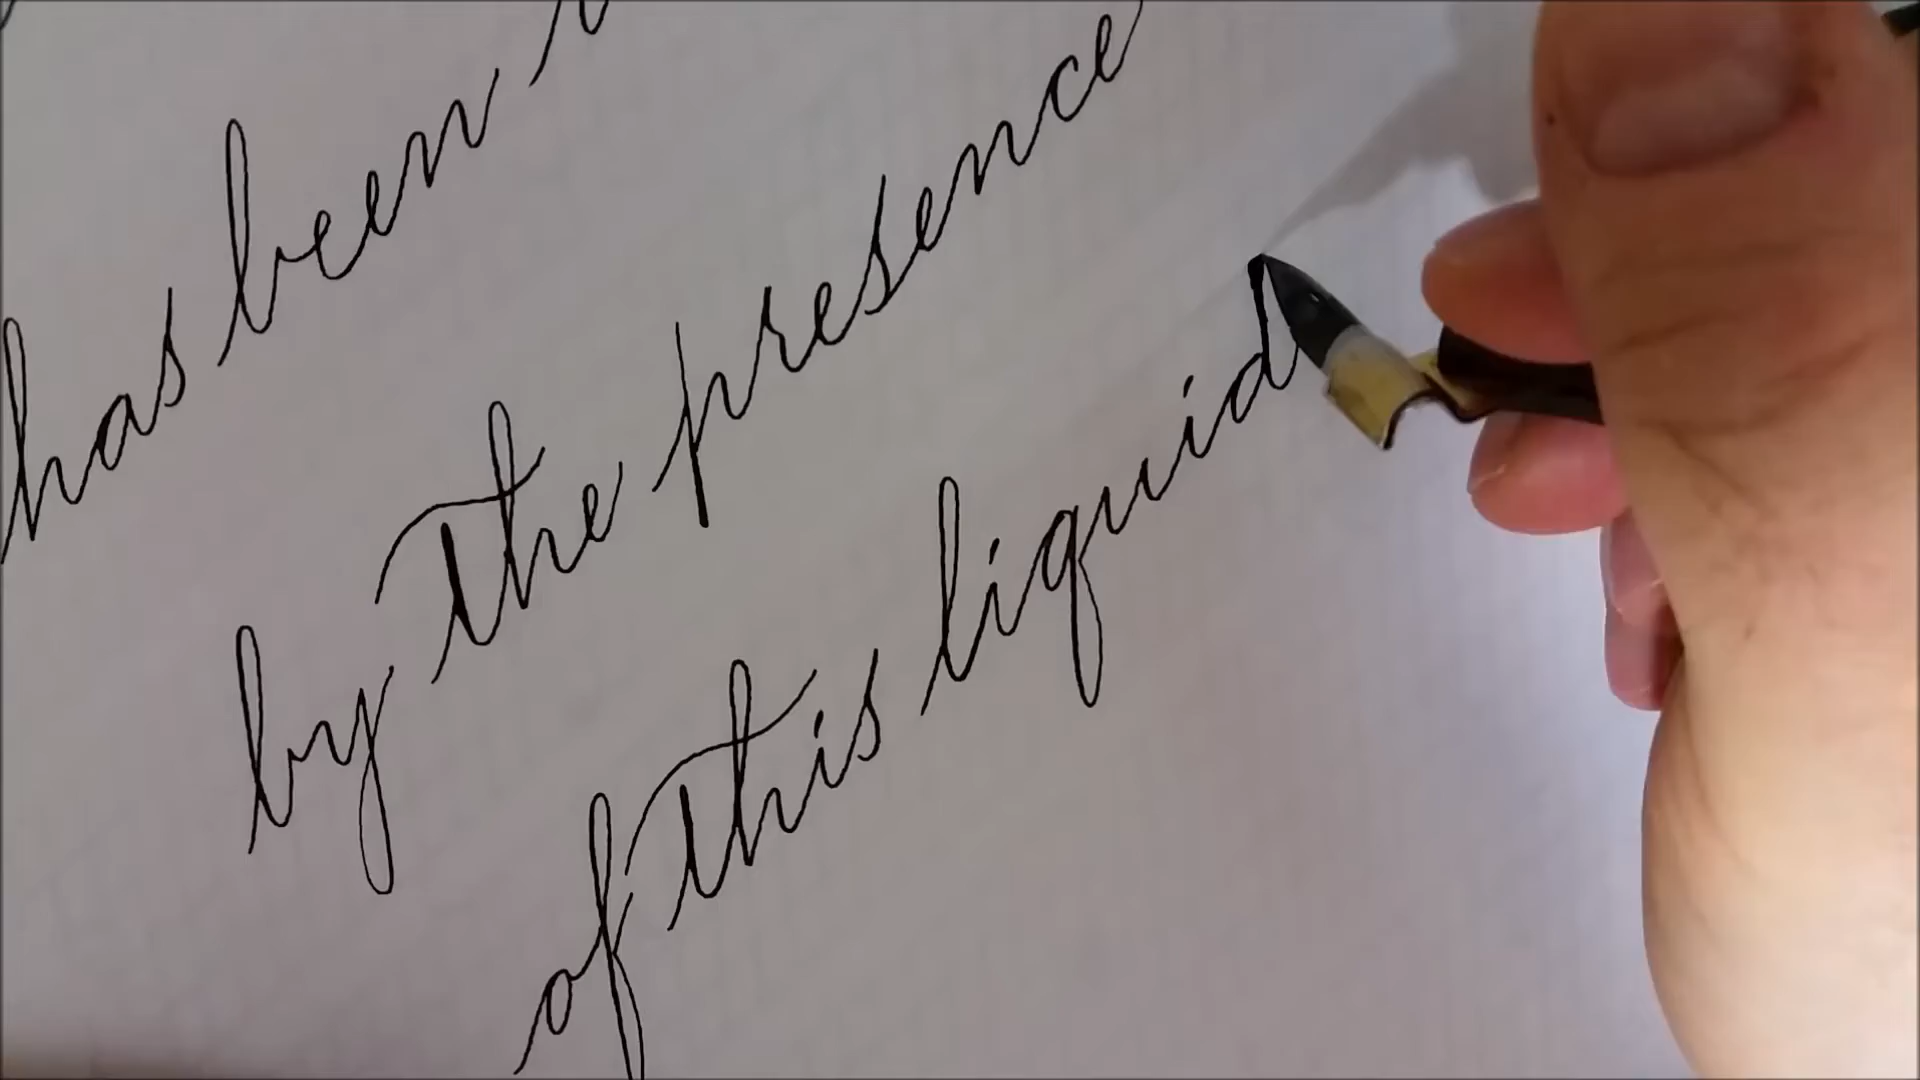 has been
by the presence
of this liquid